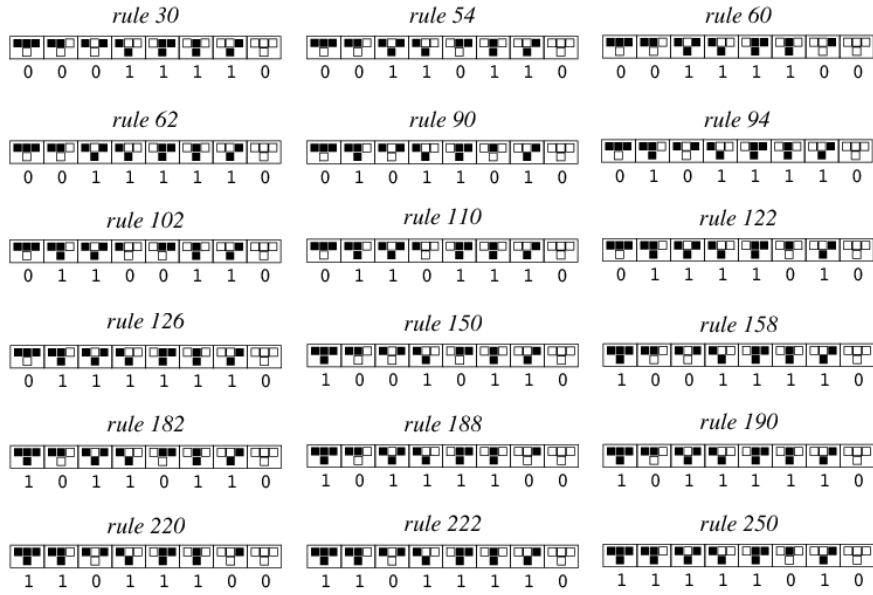 rule 30 rule 54 rule 60
0 0 0 1 1 1 1 0 0 0 1 1 0 1 1 0 0 0 1 1 1 1 0 0
rule 62 rule 90 rule 94
0 0 1 1 1 1 1 0 0 1 0 1 1 0 1 0 0 1 0 1 1 1 1 0
rule 102 rule 110 rule 122
0 1 1 0 0 1 1 0 0 1 1 0 1 1 1 0 0 1 1 1 1 0 1 0
rule 126 rule 150 rule 158
0 1 1 1 1 1 1 0 1 0 0 1 0 1 1 0 1 0 0 1 1 1 1 0
rule 182 rule 188 rule 190
1 0 1 1 0 1 1 0 1 0 1 1 1 1 0 0 1 0 1 1 1 1 1 0
rule 220 rule 222 rule 250
1 1 0 1 1 1 0 0 1 1 0 1 1 1 1 0 1 1 1 1 1 0 1 0